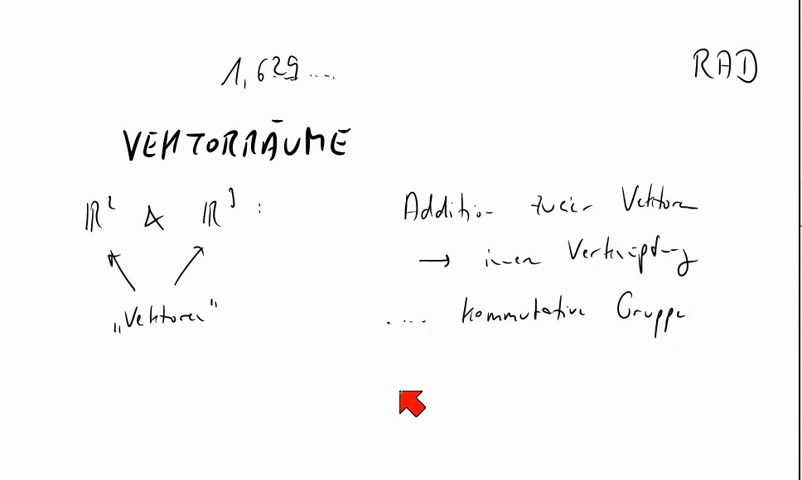 1,629....
RAD
VEKTORRÄUME
ℝ² & ℝ³ :
"Vektoren"
Addition zweier Vektoren
→ innere Verknüpfung
.... kommutative Gruppe